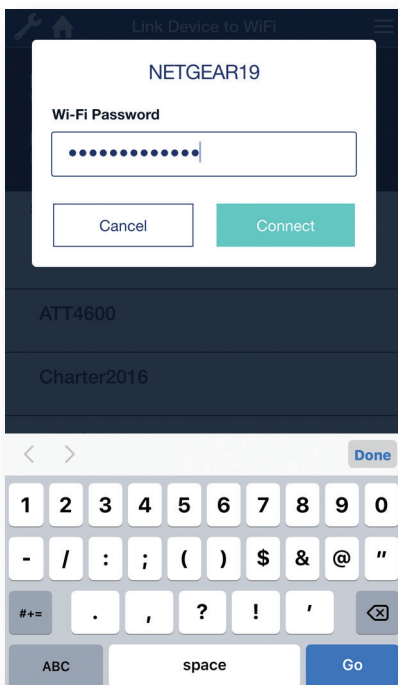 Link Device to WiFi
NETGEAR19
Wi-Fi Password
•••••••••••••
Cancel Connect
ATT4600
Charter2016
Done
1 2 3 4 5 6 7 8 9 0
- / : ; ( ) $ & @ "
#+= . , ? ! '
ABC space Go